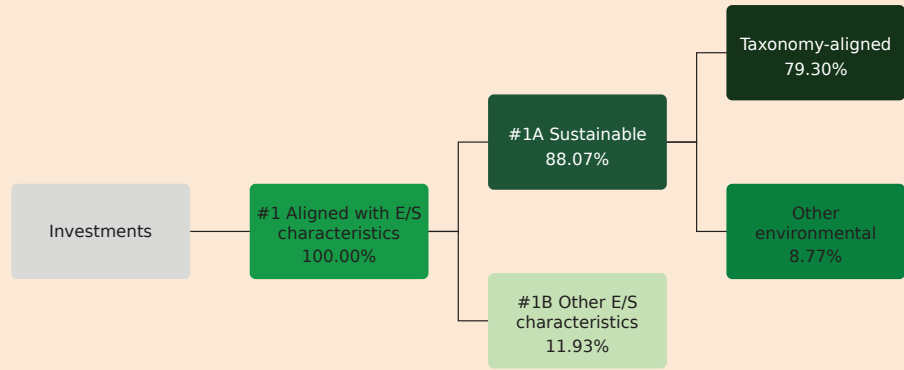 Taxonomy-aligned
79.30%
#1A Sustainable
88.07%
Investments
#1 Aligned with E/S
characteristics
100.00%
Other
environmental
8.77%
#1B Other E/S
characteristics
11.93%